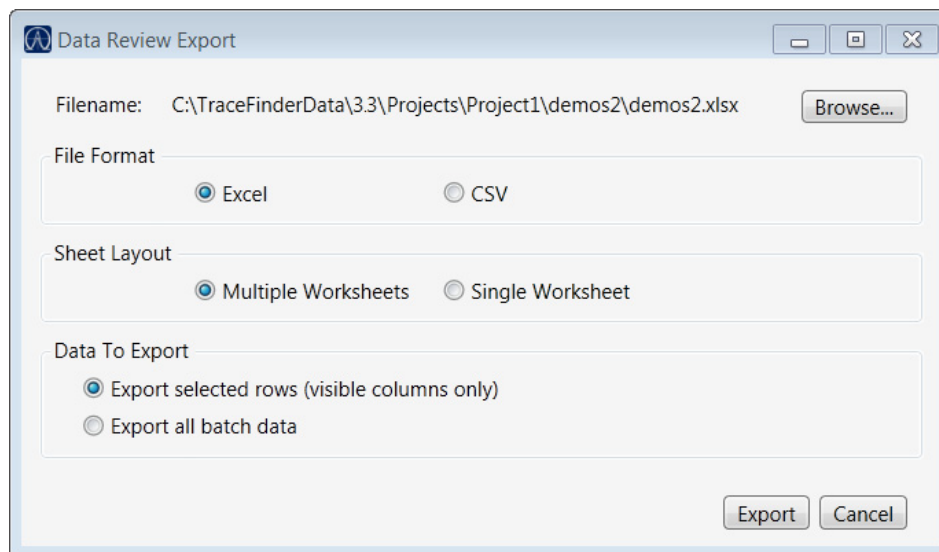 Data Review Export
Filename: C:\TraceFinderData\3.3\Projects\Project1\demos2\demos2.xlsx Browse...
File Format
Excel CSV
Sheet Layout
Multiple Worksheets Single Worksheet
Data To Export
Export selected rows (visible columns only)
Export all batch data
Export Cancel